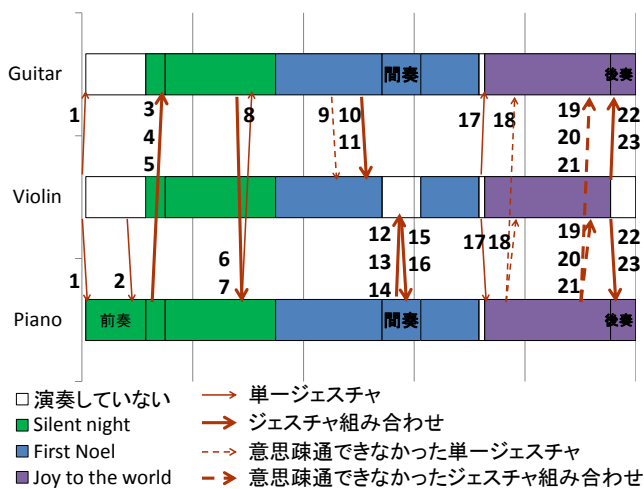 Guitar
間奏
後奏
1
3
4
5
8
9
10
11
17
18
19
20
21
22
23
Violin
1
2
6
7
12
13
14
15
16
17
18
19
20
21
22
23
Piano
前奏
間奏
後奏
演奏していない
Silent night
First Noel
Joy to the world
単一ジェスチャ
ジェスチャ組み合わせ
意思疎通できなかった単一ジェスチャ
意思疎通できなかったジェスチャ組み合わせ